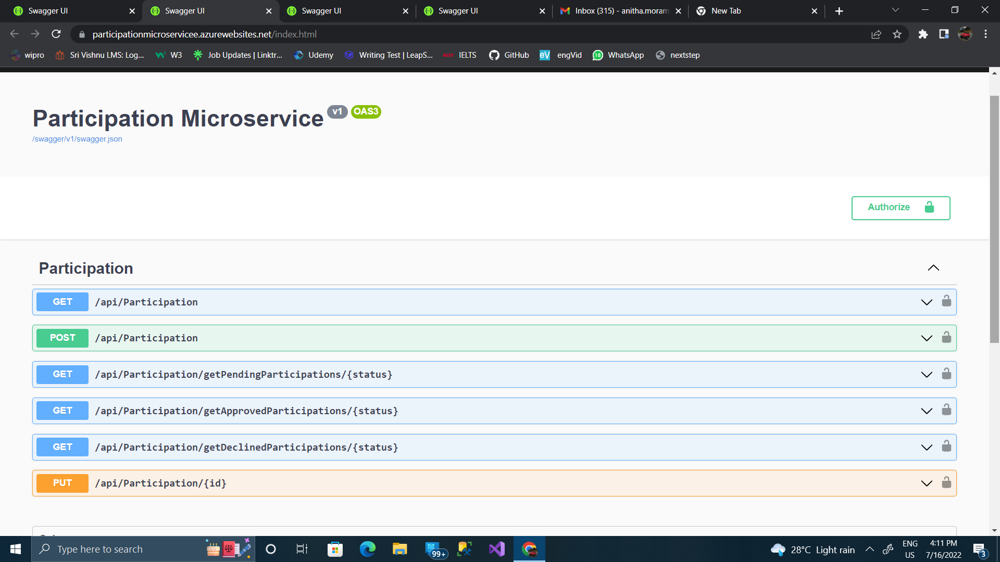 Swagger UI
Swagger UI
Swagger UI
Swagger UI
Inbox (315) - anitha.moram
New Tab
participationmicroservicee.azurewebsites.net/index.html
wipro
Sri Vishnu LMS: Log...
W3
Job Updates | Linktr...
Udemy
Writing Test | LeapS...
IELTS
GitHub
eV engVid
18 WhatsApp
nextstep
Participation Microservice v1 OAS3
/swagger/v1/swagger.json
Authorize
Participation
GET /api/Participation
POST /api/Participation
GET /api/Participation/getPendingParticipations/{status}
GET /api/Participation/getApprovedParticipations/{status}
GET /api/Participation/getDeclinedParticipations/{status}
PUT /api/Participation/{id}
Type here to search
99+
28°C Light rain
ENG
US
4:11 PM
7/16/2022
3